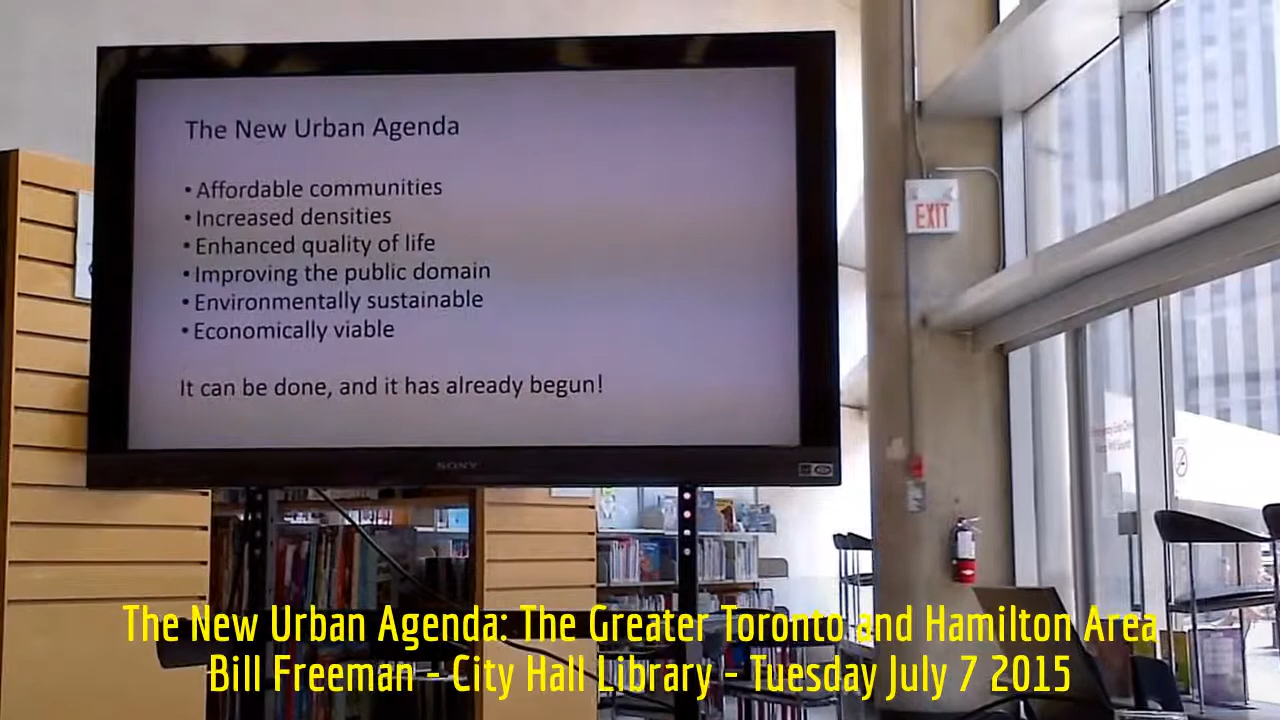 The New Urban Agenda
• Affordable communities
• Increased densities
• Enhanced quality of life
• Improving the public domain
• Environmentally sustainable
• Economically viable
It can be done, and it has already begun!
SONY
EXIT
The New Urban Agenda: The Greater Toronto and Hamilton Area
Bill Freeman - City Hall Library - Tuesday July 7 2015